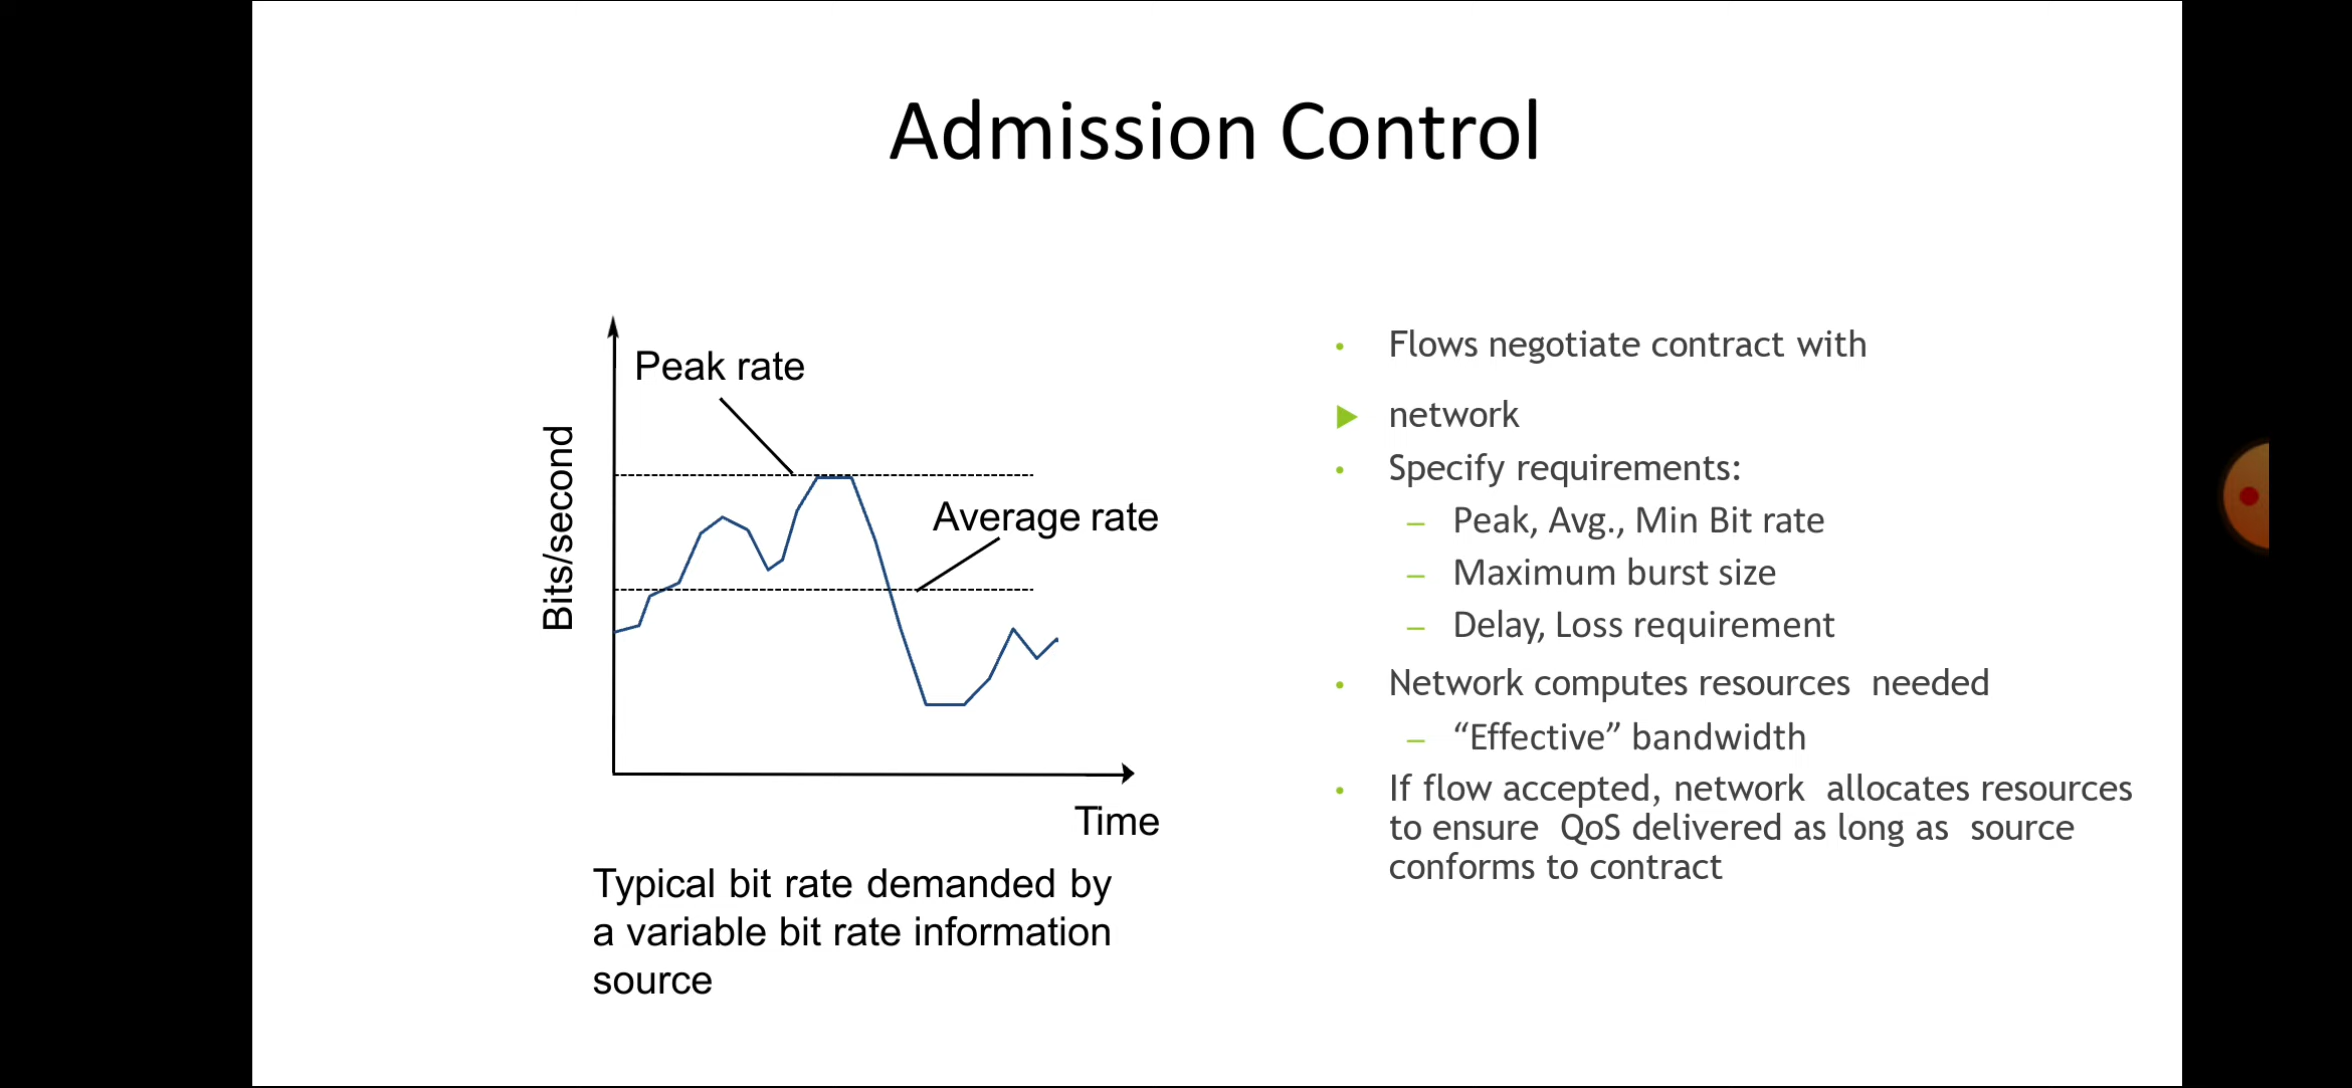 Admission Control
Peak rate
Average rate
Bits/second
Time
Typical bit rate demanded by
a variable bit rate information
source
• Flows negotiate contract with
▶ network
• Specify requirements:
– Peak, Avg., Min Bit rate
– Maximum burst size
– Delay, Loss requirement
• Network computes resources needed
– “Effective” bandwidth
• If flow accepted, network allocates resources
to ensure QoS delivered as long as source
conforms to contract